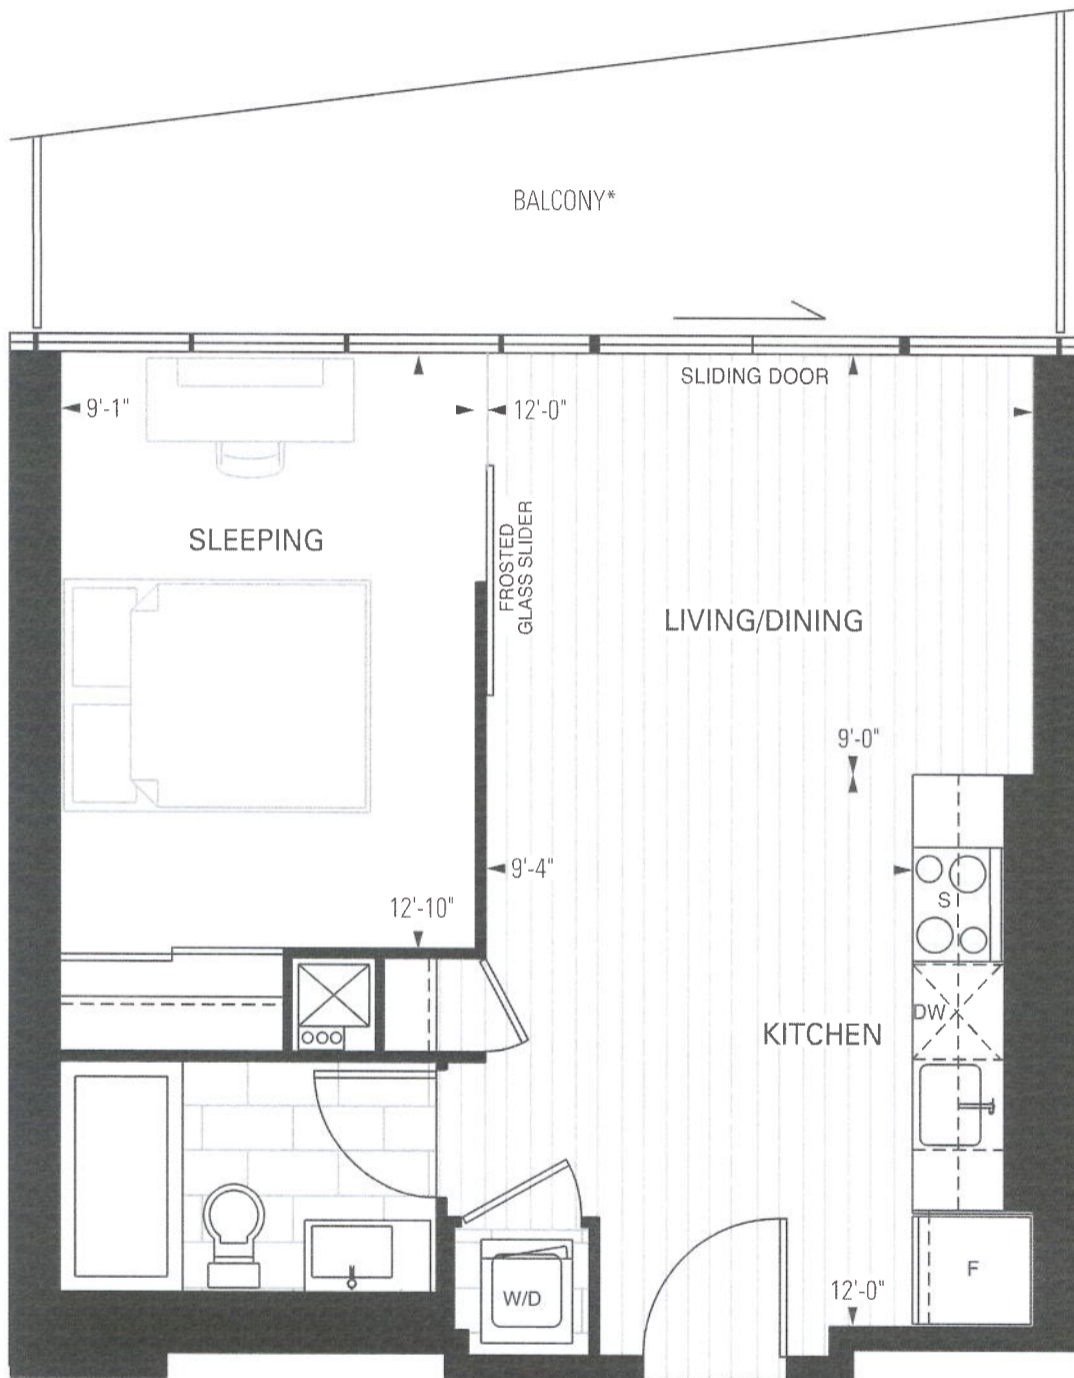 BALCONY*
SLIDING DOOR
9'-1"
12'-0"
SLEEPING
FROSTED
GLASS SLIDER
LIVING/DINING
9'-0"
9'-4"
12'-10"
S
DW
KITCHEN
W/D
F
12'-0"